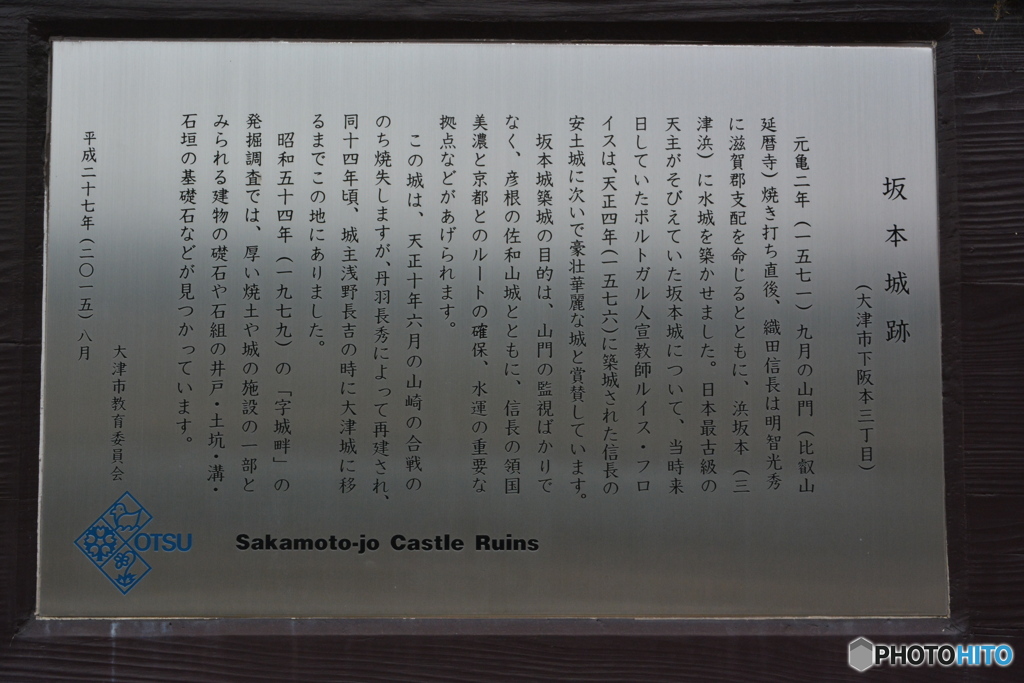 坂本城跡
(大津市下阪本三丁目)
元亀二年(一五七一)九月の山門(比叡山
延暦寺)焼き打ち直後、織田信長は明智光秀
に滋賀郡支配を命じるとともに、浜坂本(三
津浜)に水城を築かせました。日本最古級の
天主がそびえていた坂本城について、当時来
日していたポルトガル人宣教師ルイス・フロ
イスは、天正四年(一五七六)に築城された信長の
安土城に次いで豪壮華麗な城と賞賛しています。
坂本城築城の目的は、山門の監視ばかりで
なく、彦根の佐和山城とともに、信長の領国
美濃と京都とのルートの確保、水運の重要な
拠点などがあげられます。
この城は、天正十年六月の山崎の合戦の
のち焼失しますが、丹羽長秀によって再建され、
同十四年頃、城主浅野長吉の時に大津城に移
るまでこの地にありました。
昭和五十四年(一九七九)の「字城畔」の
発掘調査では、厚い焼土や城の施設の一部と
みられる建物の礎石や石組の井戸・土坑・溝・
石垣の基礎石などが見つかっています。
大津市教育委員会
平成二十七年(二〇一五)八月
OTSU
Sakamoto-jo Castle Ruins
PHOTOHITO